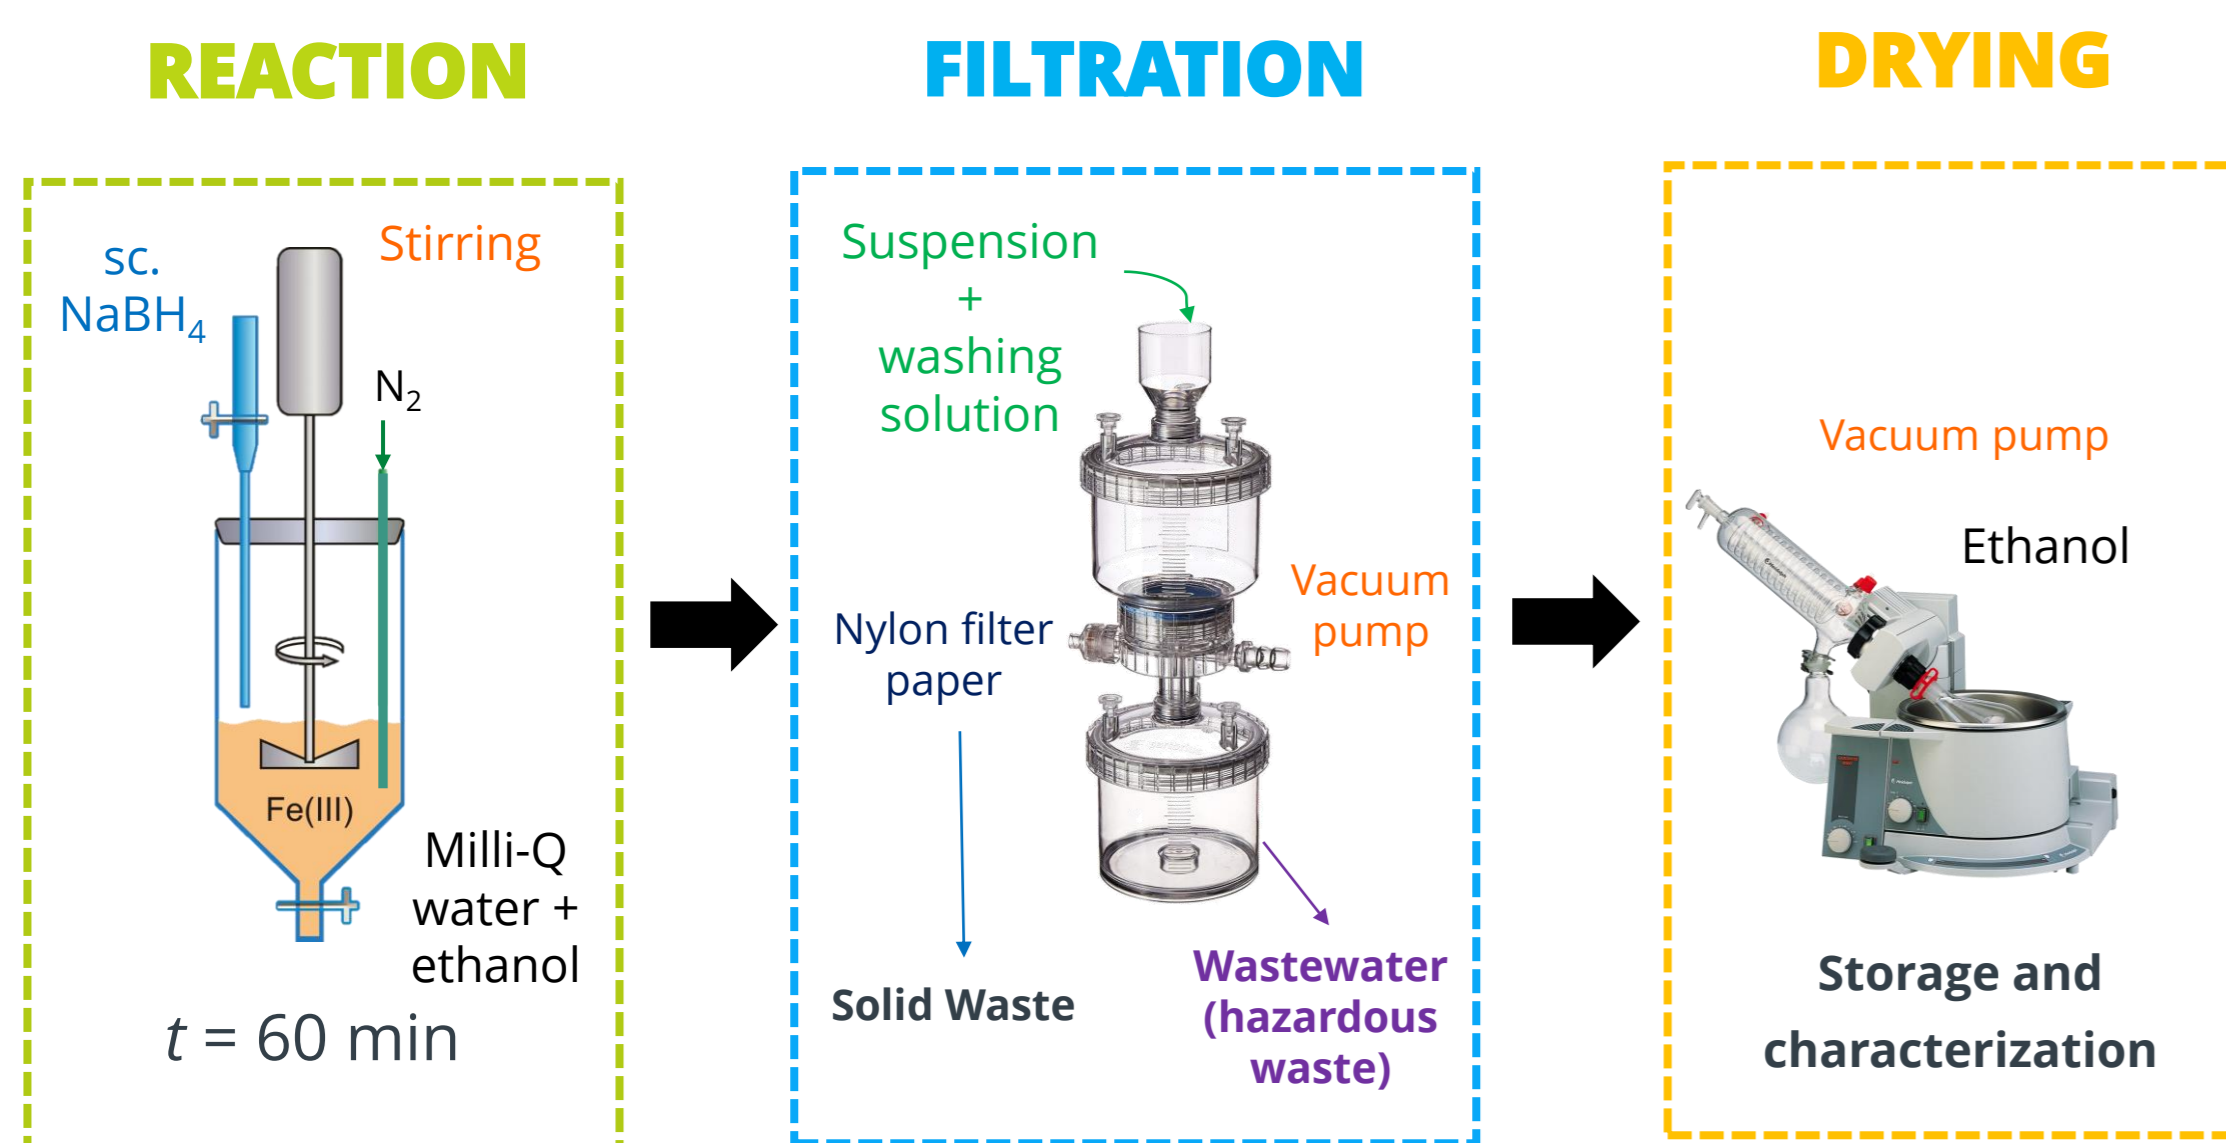 REACTION
FILTRATION
DRYING
sc.
NaBH4
Stirring
N2
Fe(III)
Milli-Q
water +
ethanol
t = 60 min
Suspension
+
washing
solution
Nylon filter
paper
Vacuum
pump
Solid Waste
Wastewater
(hazardous
waste)
Vacuum pump
Ethanol
Storage and
characterization